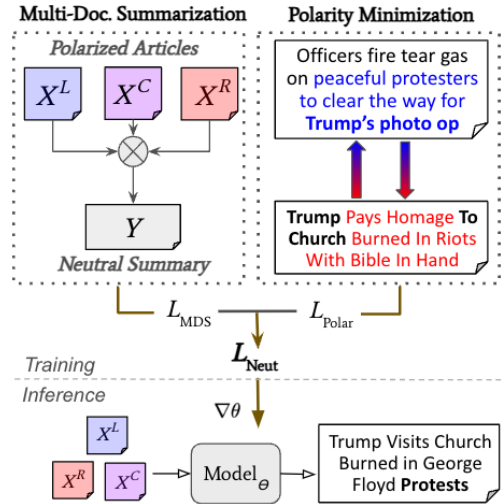 Multi-Doc. Summarization
Polarized Articles
X^L
X^C
X^R
Y
Neutral Summary
Polarity Minimization
Officers fire tear gas
on peaceful protesters
to clear the way for
Trump's photo op
Trump Pays Homage To
Church Burned In Riots
With Bible In Hand
L_MDS
L_Polar
L_Neut
Training
Inference
∇θ
X^L
X^R
X^C
Model_Θ
Trump Visits Church
Burned in George
Floyd Protests